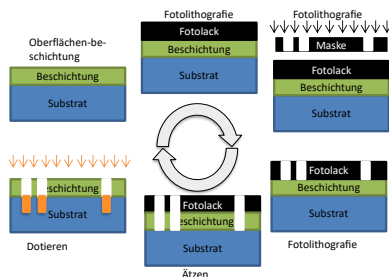 Oberflächen-be-
schichtung
Beschichtung
Substrat
Fotolithografie
Fotolack
Beschichtung
Substrat
Fotolithografie
Maske
Fotolack
Beschichtung
Substrat
Fotolack
Beschichtung
Substrat
Fotolithografie
Fotolack
Beschichtung
Substrat
Ätzen
eschichtung
Substrat
Dotieren